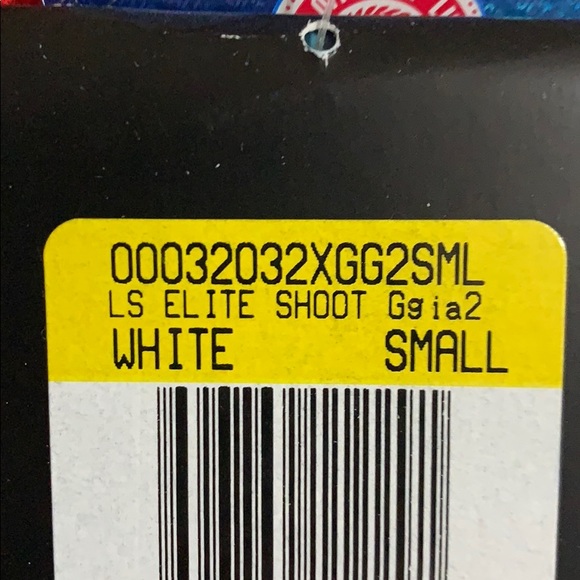 00032032XGG2SML
LS ELITE SHOOT Ggia2
WHITE SMALL